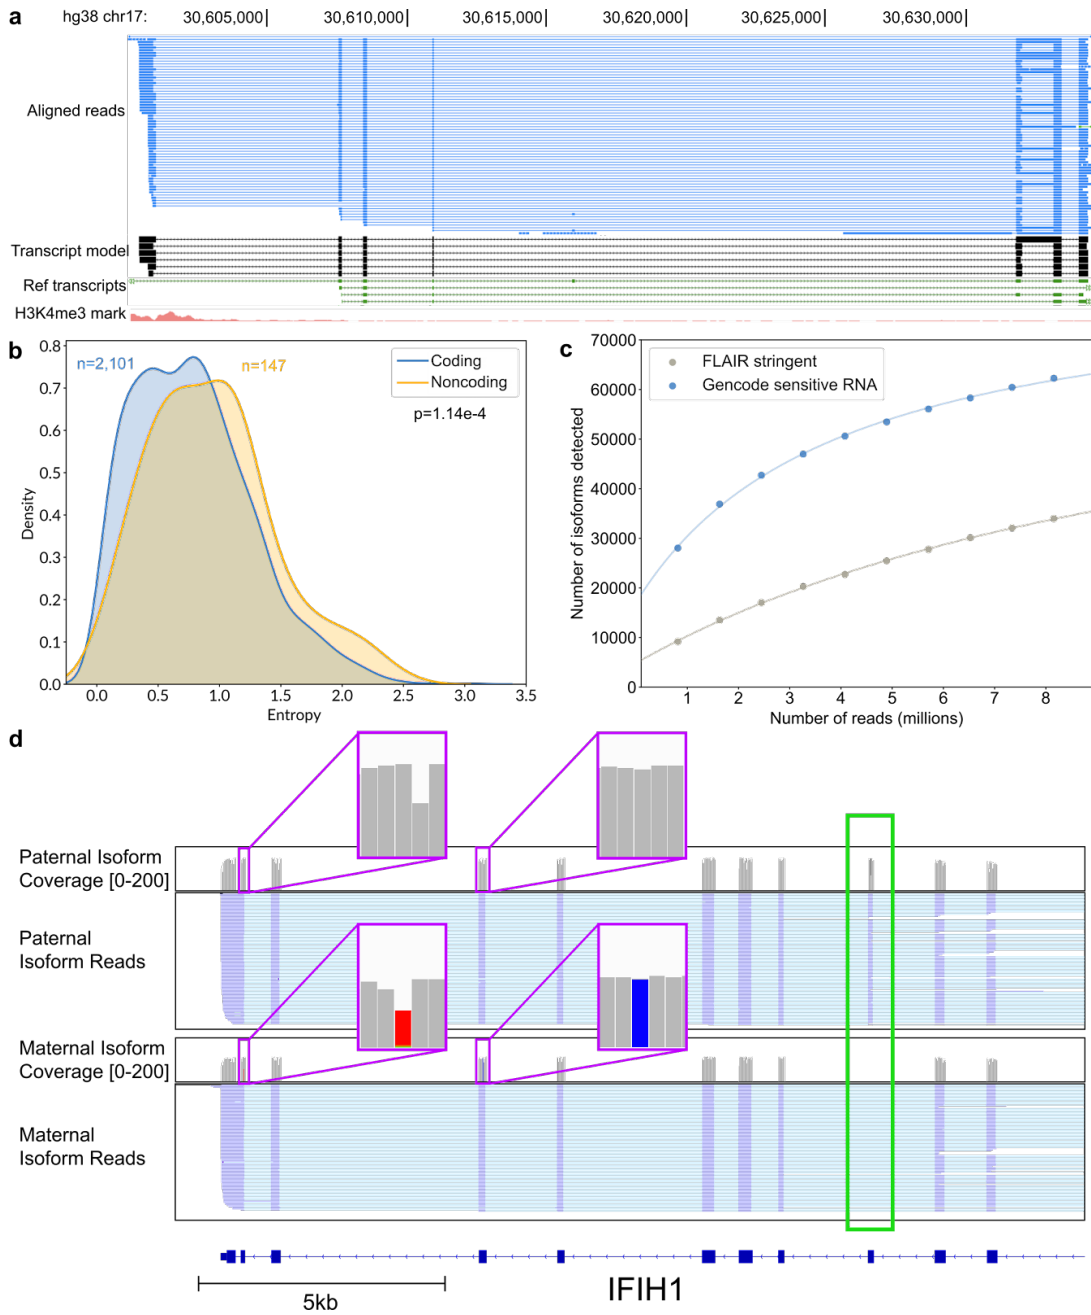 a
hg38 chr17: 30,605,000 30,610,000 30,615,000 30,620,000 30,625,000 30,630,000
Aligned reads
Transcript model
Ref transcripts
H3K4me3 mark
b
0.8
0.7
0.6
0.5
0.4
0.3
0.2
0.1
0.0
Density
n=2,101
n=147
Coding
Noncoding
p=1.14e-4
0.0 0.5 1.0 1.5 2.0 2.5 3.0 3.5
Entropy
c
70000
60000
50000
40000
30000
20000
10000
0
Number of isoforms detected
FLAIR stringent
Gencode sensitive RNA
1 2 3 4 5 6 7 8
Number of reads (millions)
d
Paternal Isoform
Coverage [0-200]
Paternal
Isoform Reads
Maternal Isoform
Coverage [0-200]
Maternal
Isoform Reads
5kb
IFIH1